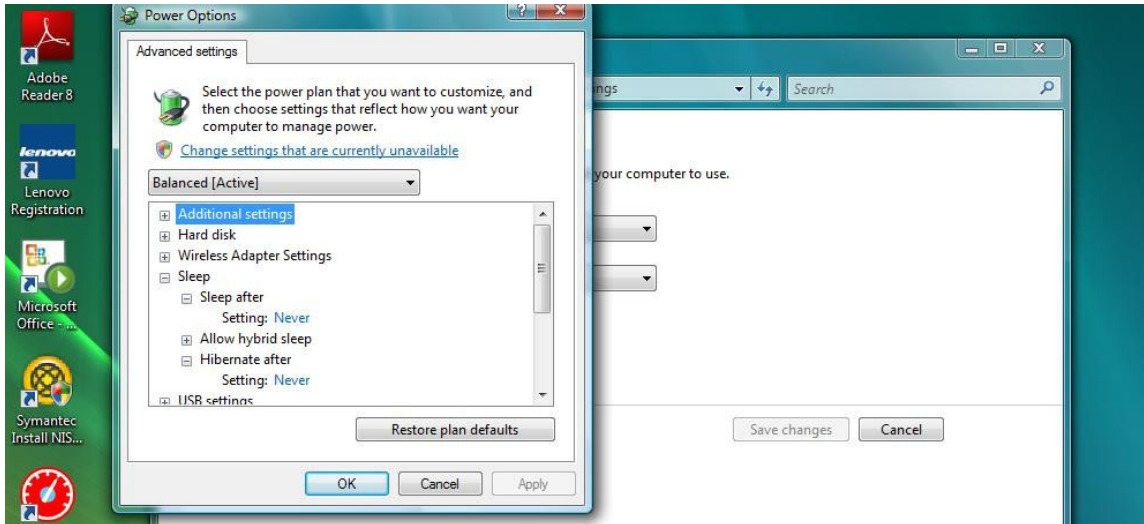 Adobe
Reader 8
lenovo
Lenovo
Registration
Microsoft
Office - ...
Symantec
Install NIS...
Power Options
?
X
Advanced settings
Select the power plan that you want to customize, and
then choose settings that reflect how you want your
computer to manage power.
Change settings that are currently unavailable
Balanced [Active]
Additional settings
Hard disk
Wireless Adapter Settings
Sleep
Sleep after
Setting: Never
Allow hybrid sleep
Hibernate after
Setting: Never
USB settings
Restore plan defaults
OK
Cancel
Apply
X
ngs
Search
your computer to use.
Save changes
Cancel